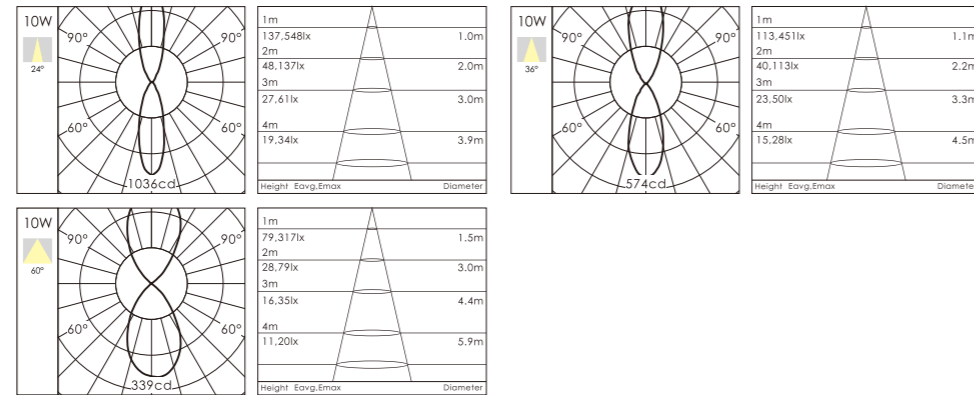 10W
24°
90°
90°
60°
60°
1036cd
1m
137,548lx 1.0m
2m
48,137lx 2.0m
3m
27,61lx 3.0m
4m
19,34lx 3.9m
Height Eavg,Emax Diameter
10W
36°
90°
90°
60°
60°
574cd
1m
113,451lx 1.1m
2m
40,113lx 2.2m
3m
23,50lx 3.3m
4m
15,28lx 4.5m
Height Eavg,Emax Diameter
10W
60°
90°
90°
60°
60°
339cd
1m
79,317lx 1.5m
2m
28,79lx 3.0m
3m
16,35lx 4.4m
4m
11,20lx 5.9m
Height Eavg,Emax Diameter